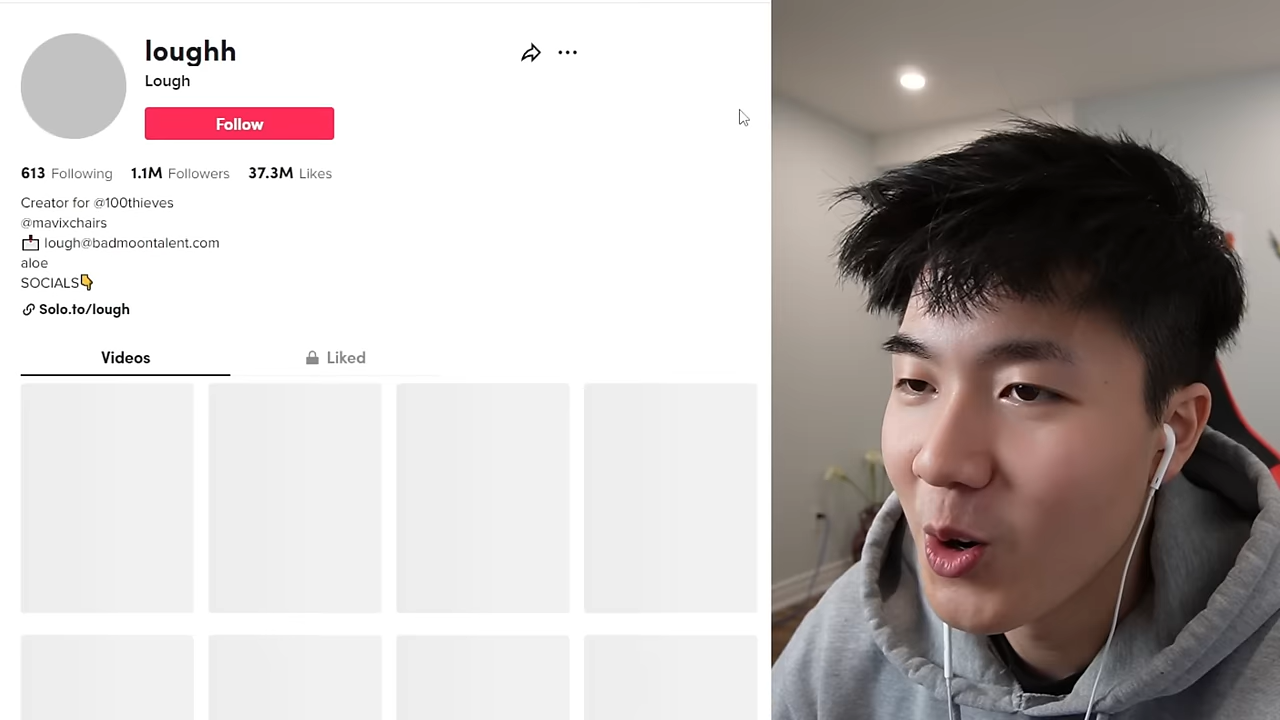 loughh
Lough
Follow
613 Following 1.1M Followers 37.3M Likes
Creator for @100thieves
@mavixchairs
📩 lough@badmoontalent.com
aloe
SOCIALS👇
Solo.to/lough
Videos
Liked